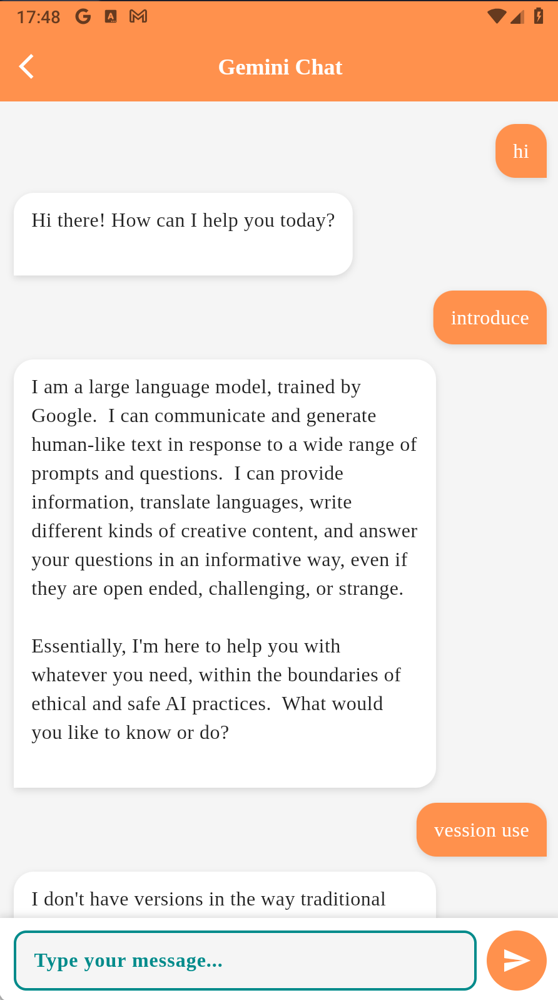 17:48
Gemini Chat
hi
Hi there! How can I help you today?
introduce
I am a large language model, trained by
Google.  I can communicate and generate
human-like text in response to a wide range of
prompts and questions.  I can provide
information, translate languages, write
different kinds of creative content, and answer
your questions in an informative way, even if
they are open ended, challenging, or strange.
Essentially, I'm here to help you with
whatever you need, within the boundaries of
ethical and safe AI practices.  What would
you like to know or do?
vession use
I don't have versions in the way traditional
Type your message...